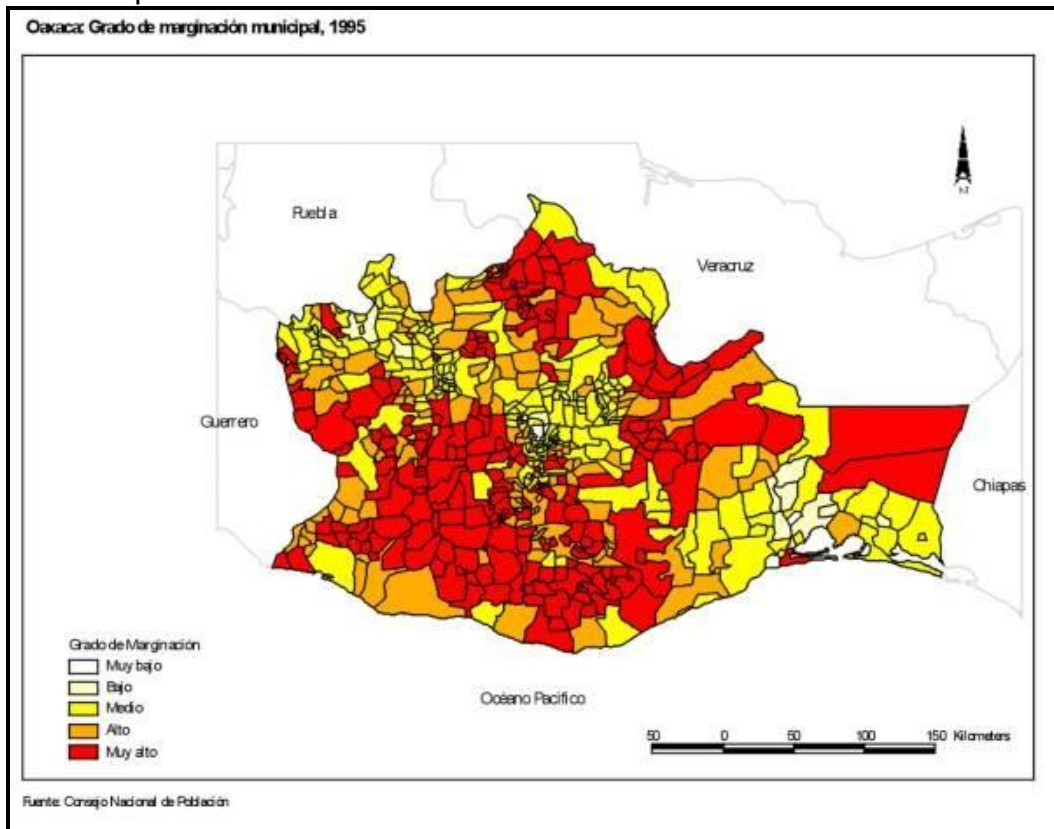 Oaxaca: Grado de marginación municipal, 1995
N
Puebla
Veracruz
Guerrero
Chiapas
Grado de Marginación
Muy bajo
Bajo
Medio
Alto
Muy alto
Océano Pacifico
50 0 50 100 150 Kilometers
Fuente: Consejo Nacional de Población